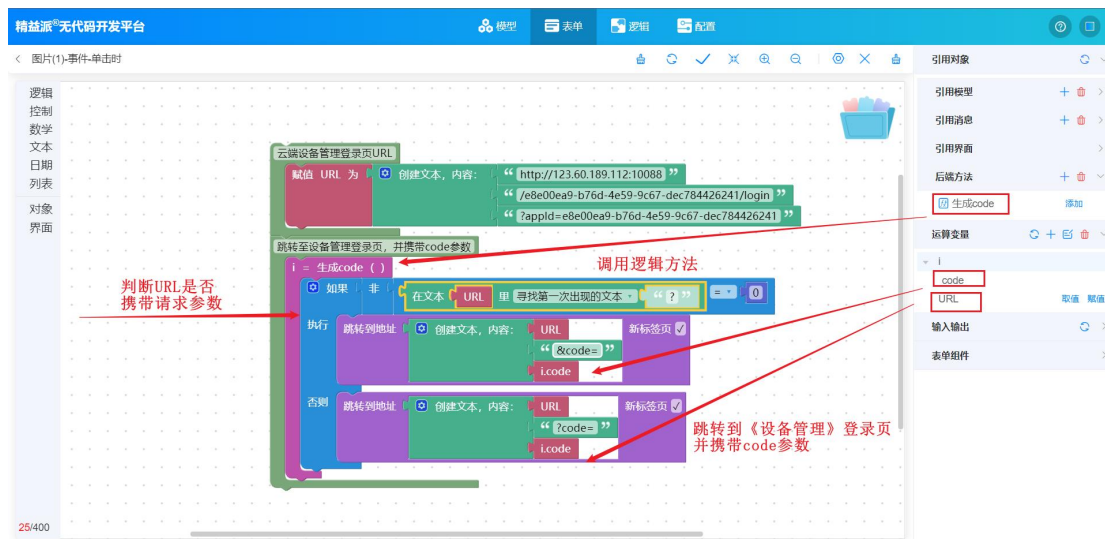 精益派®无代码开发平台
模型 表单 逻辑 配置
< 图片(1)-事件-单击时
引用对象
逻辑
控制
数学
文本
日期
列表
对象
界面
云端设备管理登录页URL
赋值 URL 为 创建文本，内容： “ http://123.60.189.112:10088 ”
“ /e8e00ea9-b76d-4e59-9c67-dec784426241/login ”
“ ?appId=e8e00ea9-b76d-4e59-9c67-dec784426241 ”
跳转至设备管理登录页，并携带code参数
i = 生成code ( )
调用逻辑方法
判断URL是否
携带请求参数
如果 非 在文本 URL 里 寻找第一次出现的文本 “ ? ” = 0
执行 跳转到地址 创建文本，内容： URL 新标签页
“ &code= ”
i.code
否则 跳转到地址 创建文本，内容： URL 新标签页
“ ?code= ”
i.code
跳转到《设备管理》登录页
并携带code参数
25/400
引用模型
引用消息
引用界面
后端方法
生成code 添加
运算变量
i
code
URL 取值 赋值
输入输出
表单组件